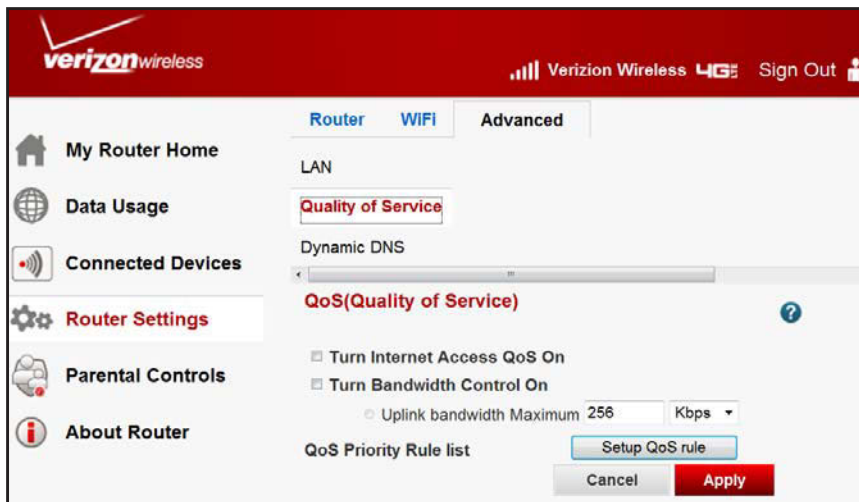 verizonwireless
Verizion Wireless 4G LTE Sign Out
Router WiFi Advanced
My Router Home
Data Usage
Connected Devices
Router Settings
Parental Controls
About Router
LAN
Quality of Service
Dynamic DNS
QoS(Quality of Service)
?
Turn Internet Access QoS On
Turn Bandwidth Control On
Uplink bandwidth Maximum 256 Kbps
QoS Priority Rule list Setup QoS rule
Cancel Apply